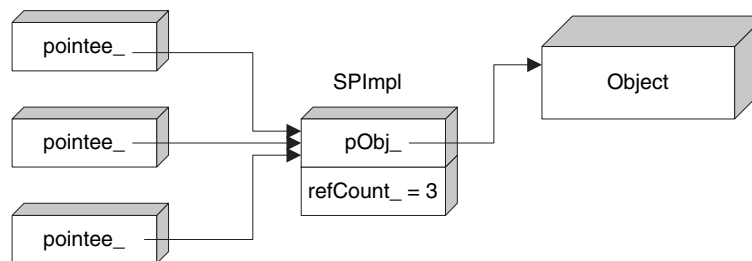 pointee_
pointee_
pointee_
SPImpl
pObj_
refCount_ = 3
Object